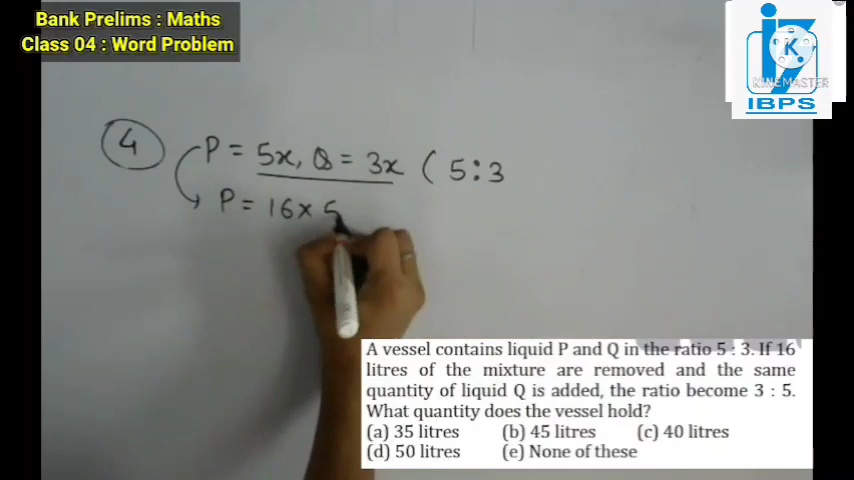 Bank Prelims : Maths
Class 04 : Word Problem
K
KINEMASTER
IBPS
4 P = 5x, Q = 3x ( 5:3
P = 16 x 5
A vessel contains liquid P and Q in the ratio 5 : 3. If 16
litres of the mixture are removed and the same
quantity of liquid Q is added, the ratio become 3 : 5.
What quantity does the vessel hold?
(a) 35 litres (b) 45 litres (c) 40 litres
(d) 50 litres (e) None of these